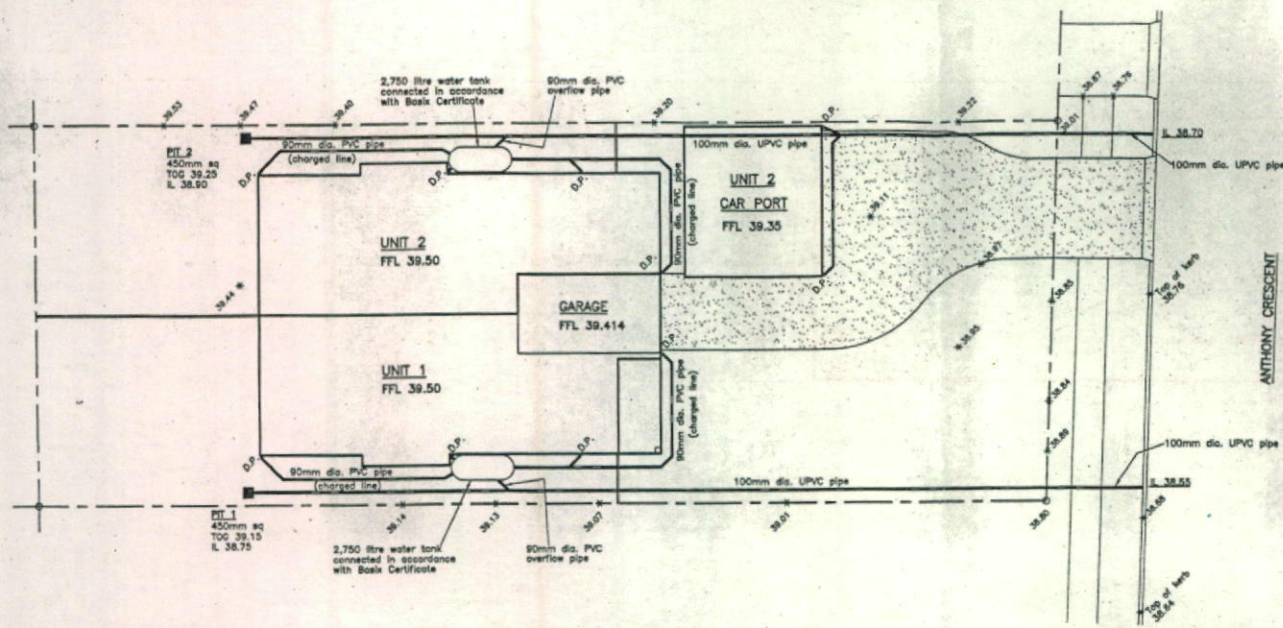 2,750 litre water tank
connected in accordance
with Basix Certificate
90mm dia. PVC
overflow pipe
39.53
39.47
39.40
39.20
D.P.
39.22
39.01
38.87
38.76
IL 38.70
100mm dia. UPVC pipe
PIT 2
450mm sq
TOG 39.25
IL 38.90
90mm dia. PVC pipe
(charged line)
100mm dia. UPVC pipe
D.P.
D.P.
D.P.
90mm dia. PVC pipe
(charged line)
D.P.
UNIT 2
CAR PORT
FFL 39.35
D.P.
39.11
38.97
UNIT 2
FFL 39.50
39.44
GARAGE
FFL 39.414
D.P.
38.85
Top of kerb
38.76
ANTHONY CRESCENT
38.95
UNIT 1
FFL 39.50
90mm dia. PVC pipe
(charged line)
38.84
38.89
D.P.
D.P.
D.P.
90mm dia. PVC pipe
(charged line)
100mm dia. UPVC pipe
100mm dia. UPVC pipe
IL 38.55
PIT 1
450mm sq
TOG 39.15
IL 38.75
39.14
39.13
39.07
39.01
38.80
38.68
2,750 litre water tank
connected in accordance
with Basix Certificate
90mm dia. PVC
overflow pipe
Top of kerb
38.64